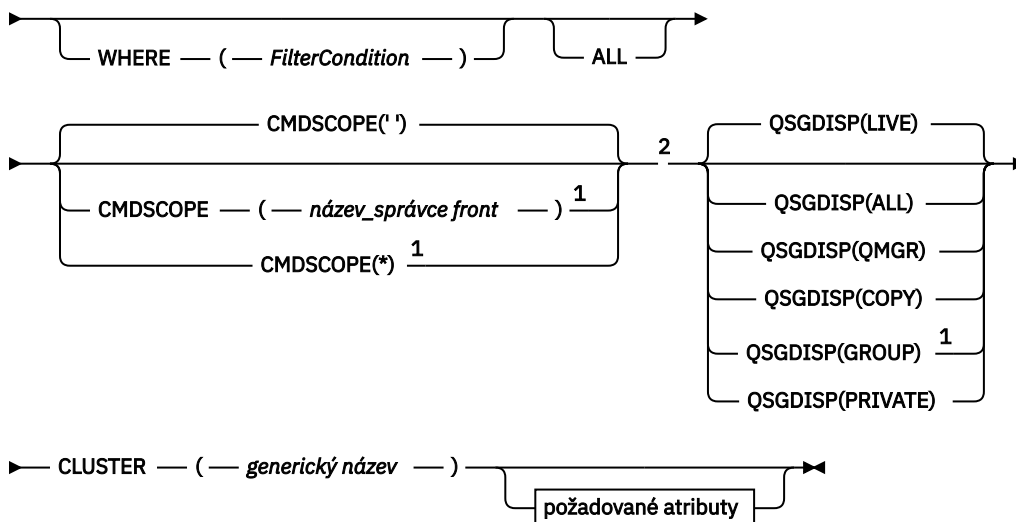 WHERE ( FilterCondition ) ALL
CMDSCOPE(' ')
CMDSCOPE ( název_správce front ) 1
CMDSCOPE(*) 1
2
QSGDISP(LIVE)
QSGDISP(ALL)
QSGDISP(QMGR)
QSGDISP(COPY)
QSGDISP(GROUP) 1
QSGDISP(PRIVATE)
CLUSTER ( generický název )
požadované atributy